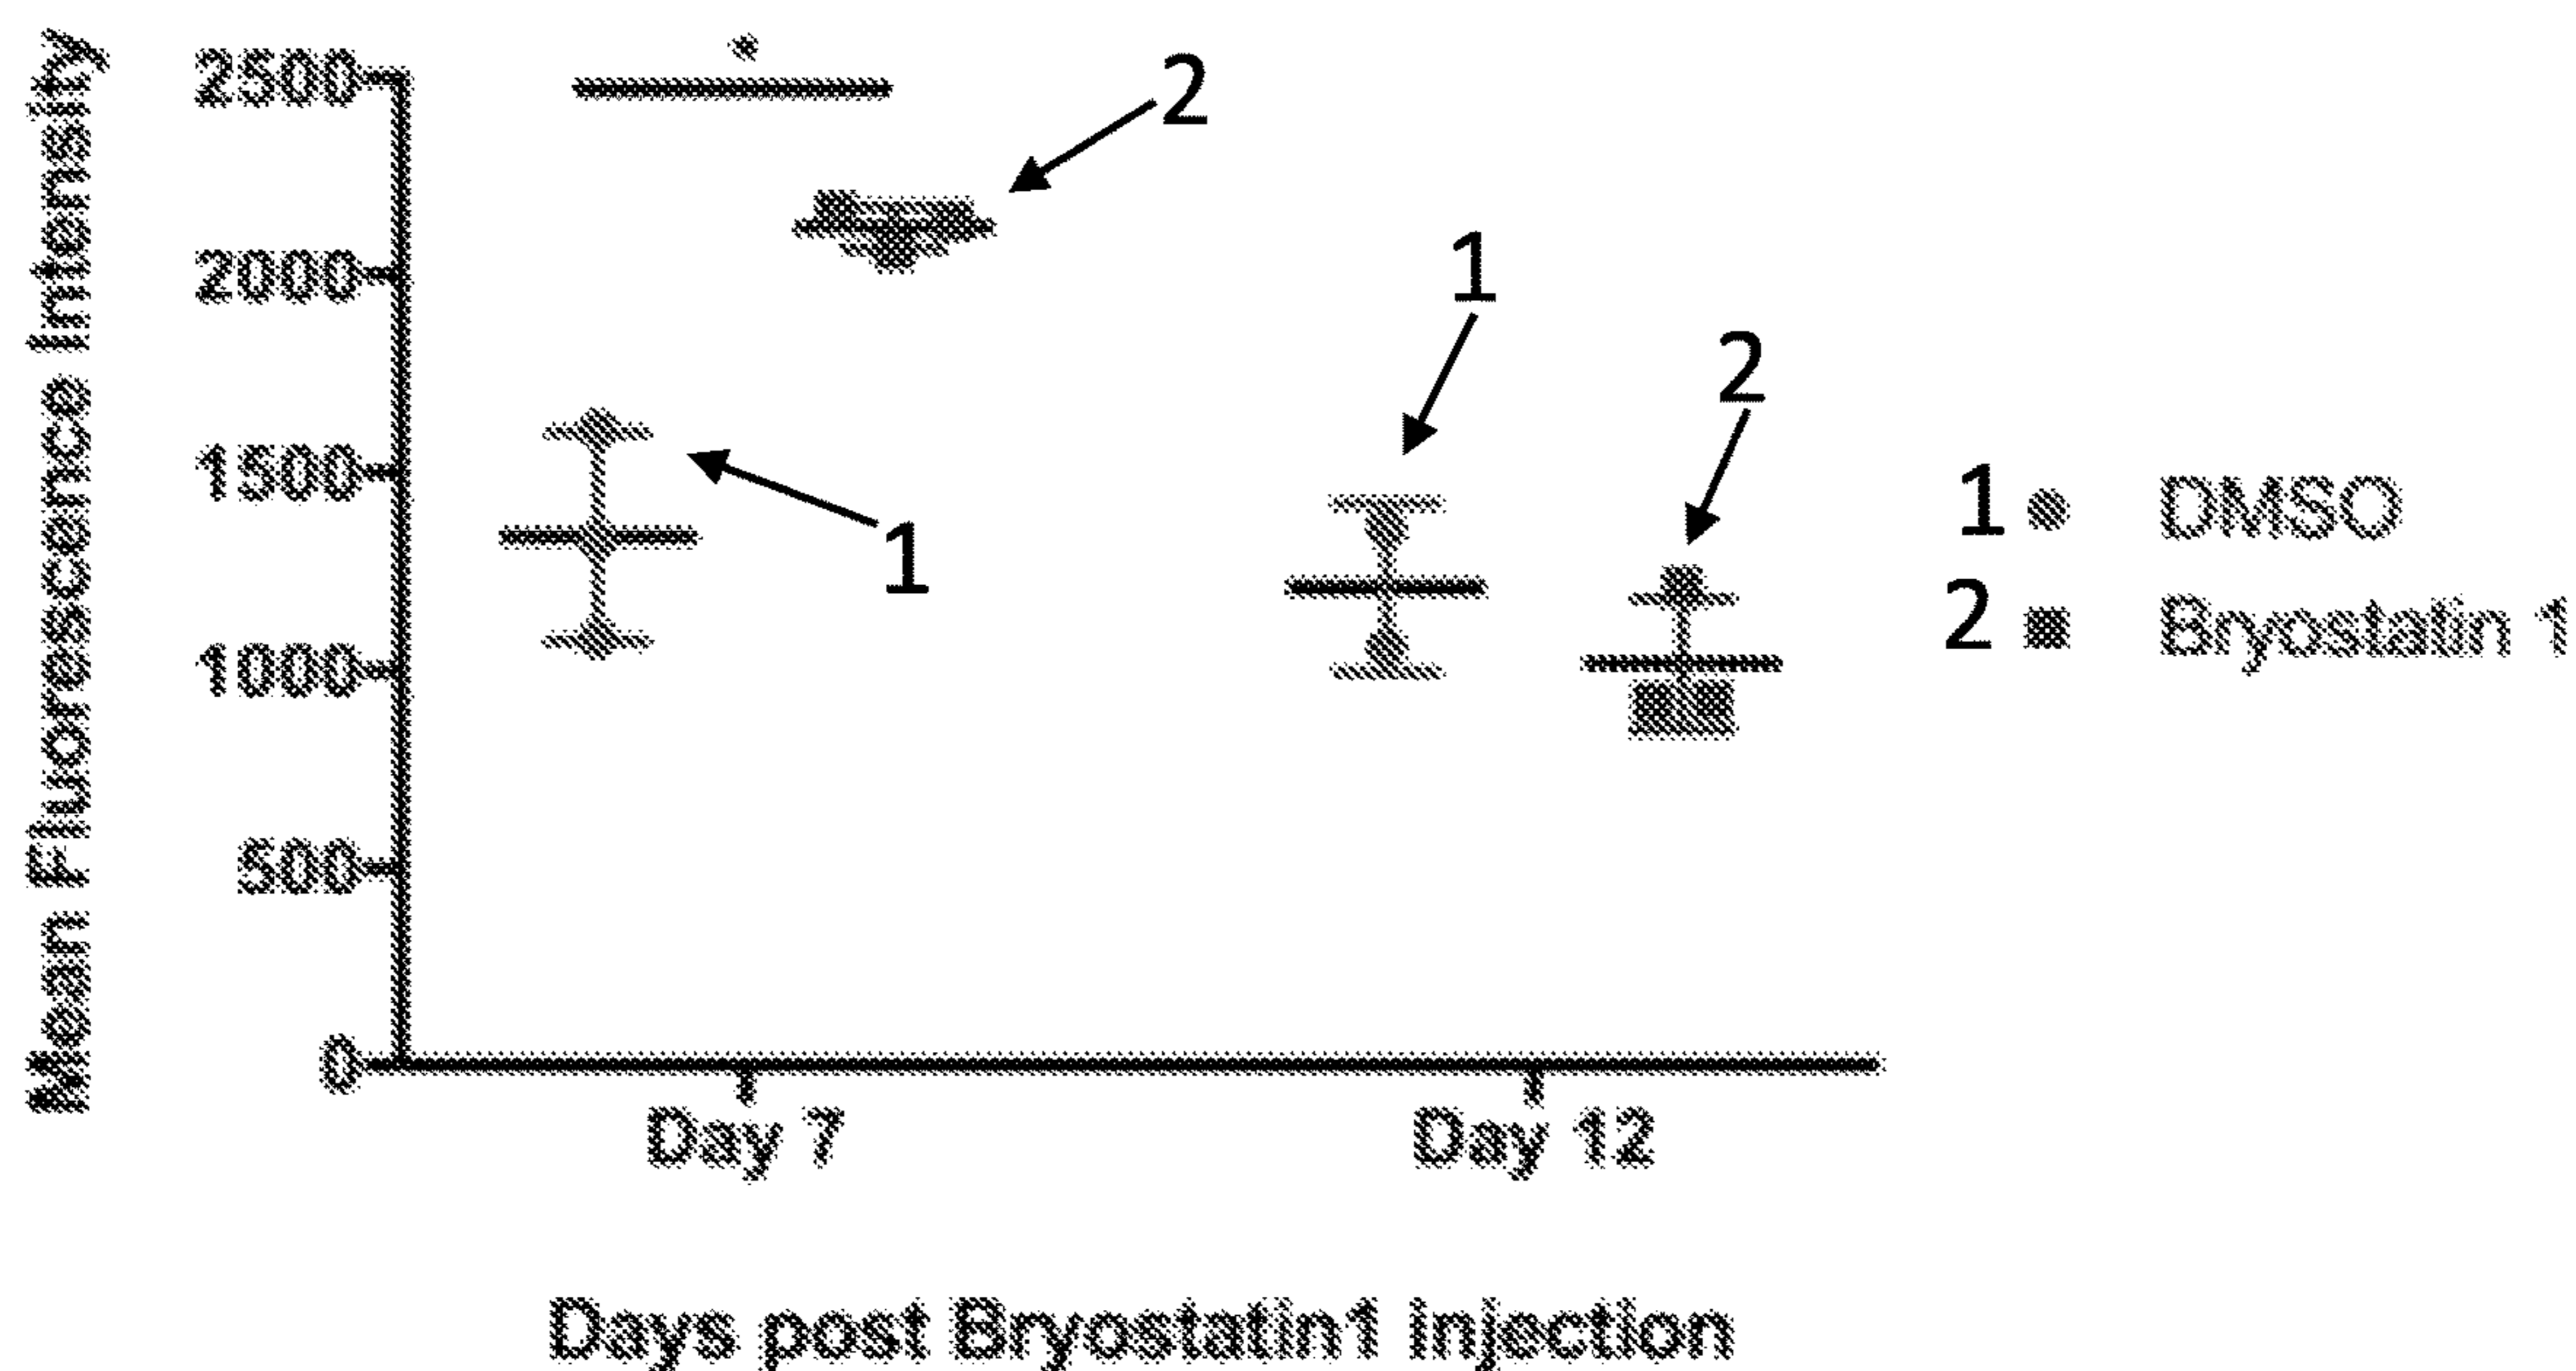 Mean Fluorescence Intensity
2500
2000
1500
1000
500
0
*
2
1
1
2
1 DMSO
2 Bryostatin 1
Day 7
Day 12
Days post Bryostatin1 injection